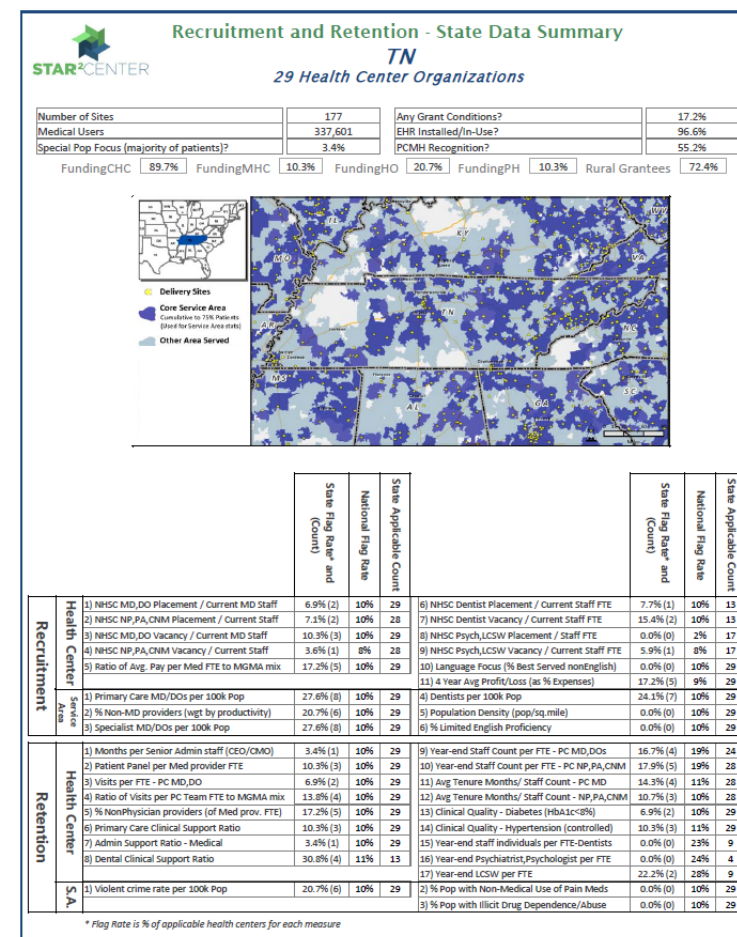 Recruitment and Retention - State Data Summary
TN
29 Health Center Organizations
STAR²CENTER
Number of Sites 177 Any Grant Conditions? 17.2%
Medical Users 337,601 EHR Installed/In-Use? 96.6%
Special Pop Focus (majority of patients)? 3.4% PCMH Recognition? 55.2%
FundingCHC 89.7% FundingMHC 10.3% FundingHO 20.7% FundingPH 10.3% Rural Grantees 72.4%
Delivery Sites
Core Service Area
Cumulative to 75% Patients
(Used for Service Area stats)
Other Area Served
KY
VA
MO
TN
AR
MS
AL
GA
SC
State Flag Rate* and (Count) National Flag Rate State Applicable Count State Flag Rate* and (Count) National Flag Rate State Applicable Count
Recruitment
Health Center
1) NHSC MD,DO Placement / Current MD Staff 6.9% (2) 10% 29 6) NHSC Dentist Placement / Current Staff FTE 7.7% (1) 10% 13
2) NHSC NP,PA,CNM Placement / Current Staff 7.1% (2) 10% 28 7) NHSC Dentist Vacancy / Current Staff FTE 15.4% (2) 10% 13
3) NHSC MD,DO Vacancy / Current MD Staff 10.3% (3) 10% 29 8) NHSC Psych,LCSW Placement / Staff FTE 0.0% (0) 2% 17
4) NHSC NP,PA,CNM Vacancy / Current Staff 3.6% (1) 8% 28 9) NHSC Psych,LCSW Vacancy / Current Staff FTE 5.9% (1) 8% 17
5) Ratio of Avg. Pay per Med FTE to MGMA mix 17.2% (5) 10% 29 10) Language Focus (% Best Served nonEnglish) 0.0% (0) 10% 29
11) 4 Year Avg Profit/Loss (as % Expenses) 17.2% (5) 9% 29
Service Area
1) Primary Care MD/DOs per 100k Pop 27.6% (8) 10% 29 4) Dentists per 100k Pop 24.1% (7) 10% 29
2) % Non-MD providers (wgt by productivity) 20.7% (6) 10% 29 5) Population Density (pop/sq.mile) 0.0% (0) 10% 29
3) Specialist MD/DOs per 100k Pop 27.6% (8) 10% 29 6) % Limited English Proficiency 0.0% (0) 10% 29
Retention
Health Center
1) Months per Senior Admin staff (CEO/CMO) 3.4% (1) 10% 29 9) Year-end Staff Count per FTE - PC MD,DOs 16.7% (4) 19% 24
2) Patient Panel per Med provider FTE 10.3% (3) 10% 29 10) Year-end Staff Count per FTE - PC NP,PA,CNM 17.9% (5) 19% 28
3) Visits per FTE - PC MD,DO 6.9% (2) 10% 29 11) Avg Tenure Months/ Staff Count - PC MD 14.3% (4) 11% 28
4) Ratio of Visits per PC Team FTE to MGMA mix 13.8% (4) 10% 29 12) Avg Tenure Months/ Staff Count - NP,PA,CNM 10.7% (3) 10% 28
5) % NonPhysician providers (of Med prov. FTE) 17.2% (5) 10% 29 13) Clinical Quality - Diabetes (HbA1c<8%) 6.9% (2) 10% 29
6) Primary Care Clinical Support Ratio 10.3% (3) 10% 29 14) Clinical Quality - Hypertension (controlled) 10.3% (3) 11% 29
7) Admin Support Ratio - Medical 3.4% (1) 10% 29 15) Year-end staff individuals per FTE-Dentists 0.0% (0) 23% 9
8) Dental Clinical Support Ratio 30.8% (4) 11% 13 16) Year-end Psychiatrist,Psychologist per FTE 0.0% (0) 24% 4
17) Year-end LCSW per FTE 22.2% (2) 28% 9
S.A.
1) Violent crime rate per 100k Pop 20.7% (6) 10% 29 2) % Pop with Non-Medical Use of Pain Meds 0.0% (0) 10% 29
3) % Pop with Illicit Drug Dependence/Abuse 0.0% (0) 10% 29
* Flag Rate is % of applicable health centers for each measure